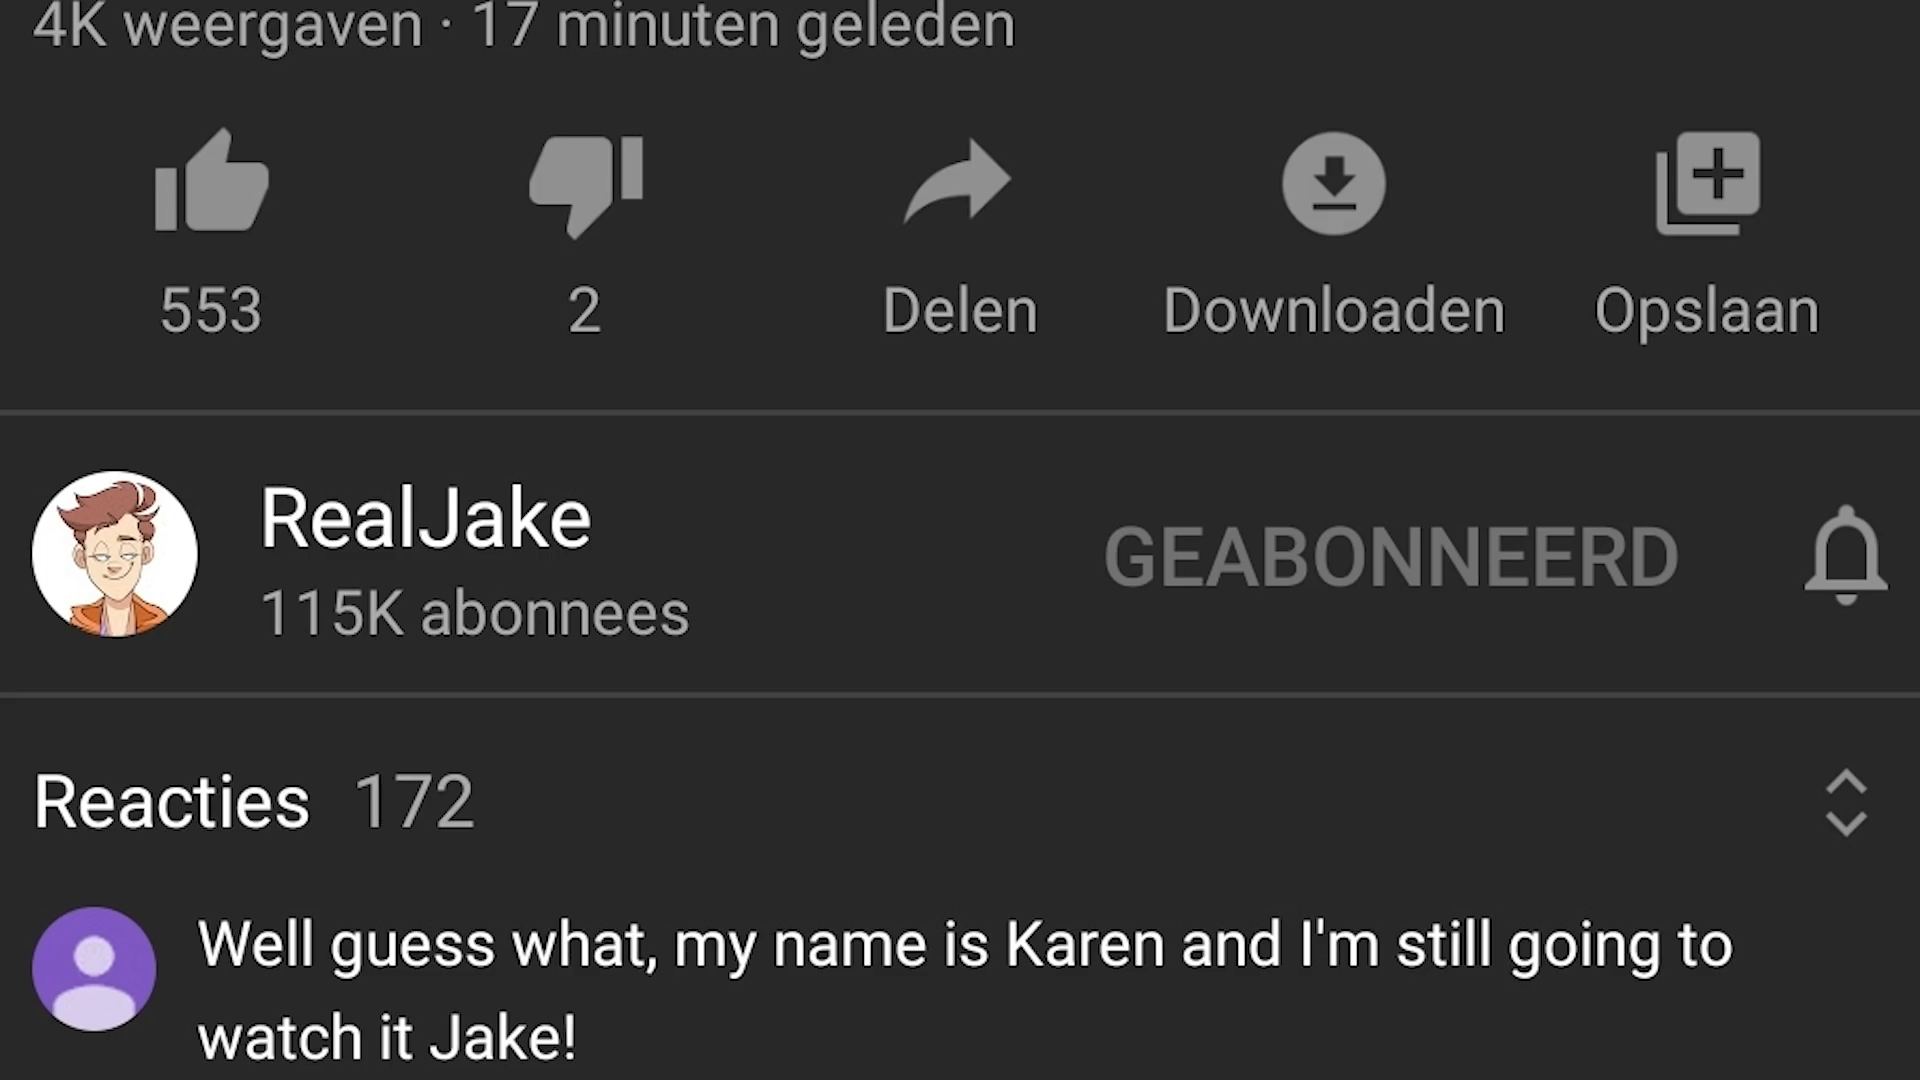 4K weergaven · 17 minuten geleden
553 2 Delen Downloaden Opslaan
RealJake
115K abonnees
GEABONNEERD
Reacties 172
Well guess what, my name is Karen and I'm still going to
watch it Jake!